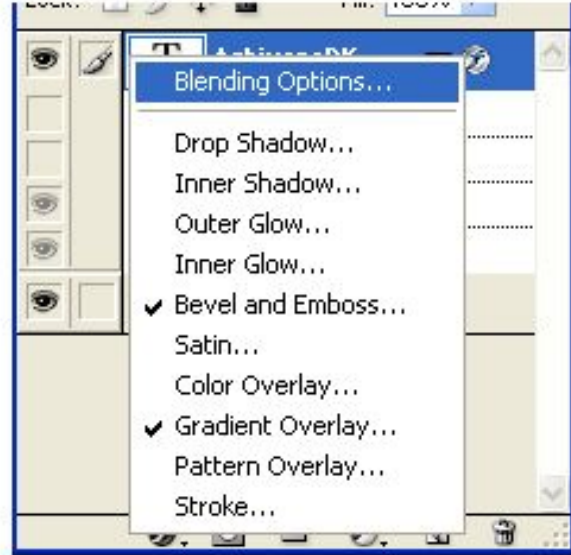 100%
T
Blending Options...
Drop Shadow...
Inner Shadow...
Outer Glow...
Inner Glow...
Bevel and Emboss...
Satin...
Color Overlay...
Gradient Overlay...
Pattern Overlay...
Stroke...